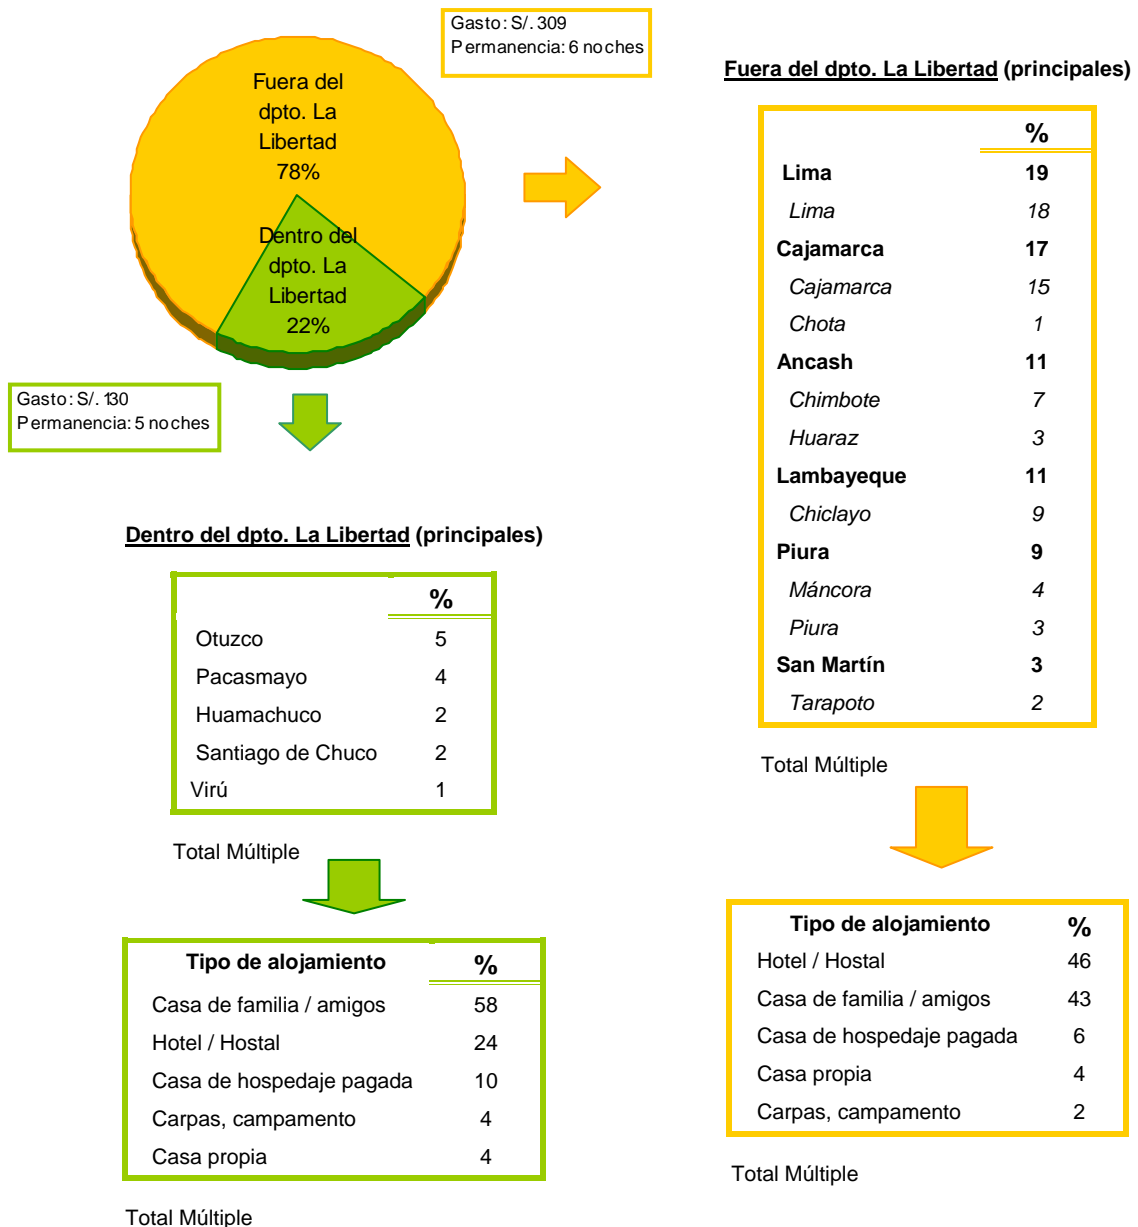 Gasto: S/. 309
Permanencia: 6 noches
Fuera del
dpto. La
Libertad
78%
Dentro del
dpto. La
Libertad
22%
Gasto: S/. 130
Permanencia: 5 noches
Fuera del dpto. La Libertad (principales)
%
Lima 19
Lima 18
Cajamarca 17
Cajamarca 15
Chota 1
Ancash 11
Chimbote 7
Huaraz 3
Lambayeque 11
Chiclayo 9
Piura 9
Máncora 4
Piura 3
San Martín 3
Tarapoto 2
Total Múltiple
Dentro del dpto. La Libertad (principales)
%
Otuzco 5
Pacasmayo 4
Huamachuco 2
Santiago de Chuco 2
Virú 1
Total Múltiple
Tipo de alojamiento %
Casa de familia / amigos 58
Hotel / Hostal 24
Casa de hospedaje pagada 10
Carpas, campamento 4
Casa propia 4
Total Múltiple
Tipo de alojamiento %
Hotel / Hostal 46
Casa de familia / amigos 43
Casa de hospedaje pagada 6
Casa propia 4
Carpas, campamento 2
Total Múltiple